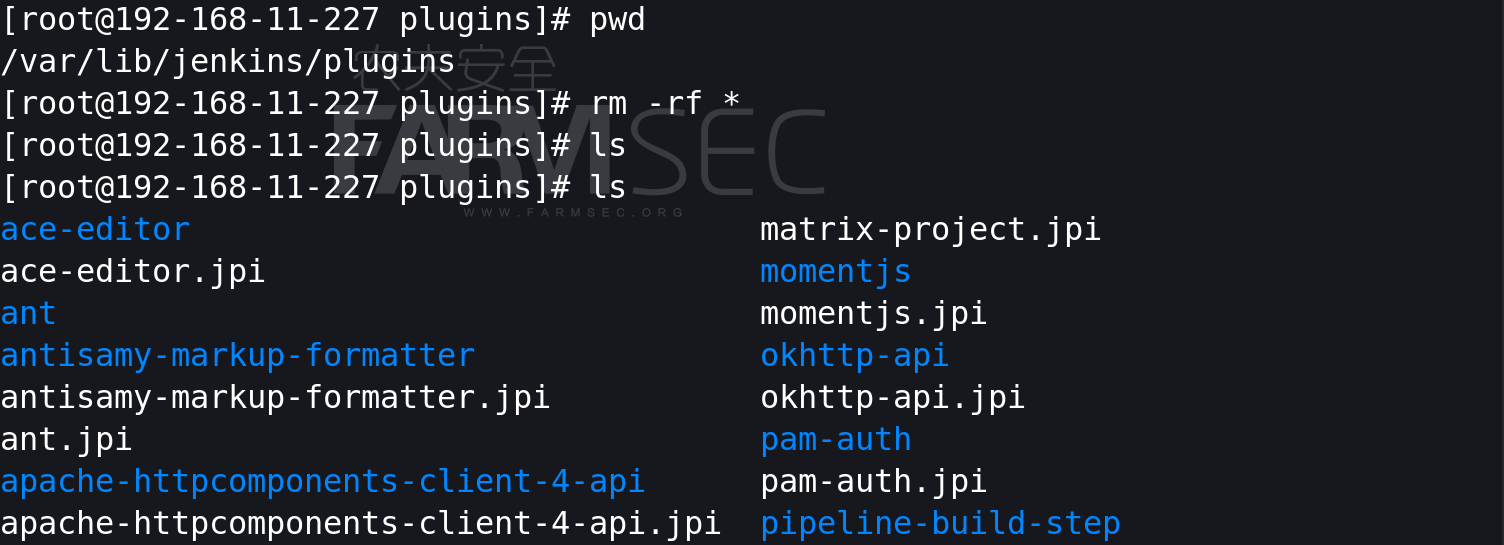 [root@192-168-11-227 plugins]# pwd
/var/lib/jenkins/plugins
[root@192-168-11-227 plugins]# rm -rf *
[root@192-168-11-227 plugins]# ls
[root@192-168-11-227 plugins]# ls
ace-editor matrix-project.jpi
ace-editor.jpi momentjs
ant momentjs.jpi
antisamy-markup-formatter okhttp-api
antisamy-markup-formatter.jpi okhttp-api.jpi
ant.jpi pam-auth
apache-httpcomponents-client-4-api pam-auth.jpi
apache-httpcomponents-client-4-api.jpi pipeline-build-step
农夫安全
FARMSEC
WWW.FARMSEC.ORG